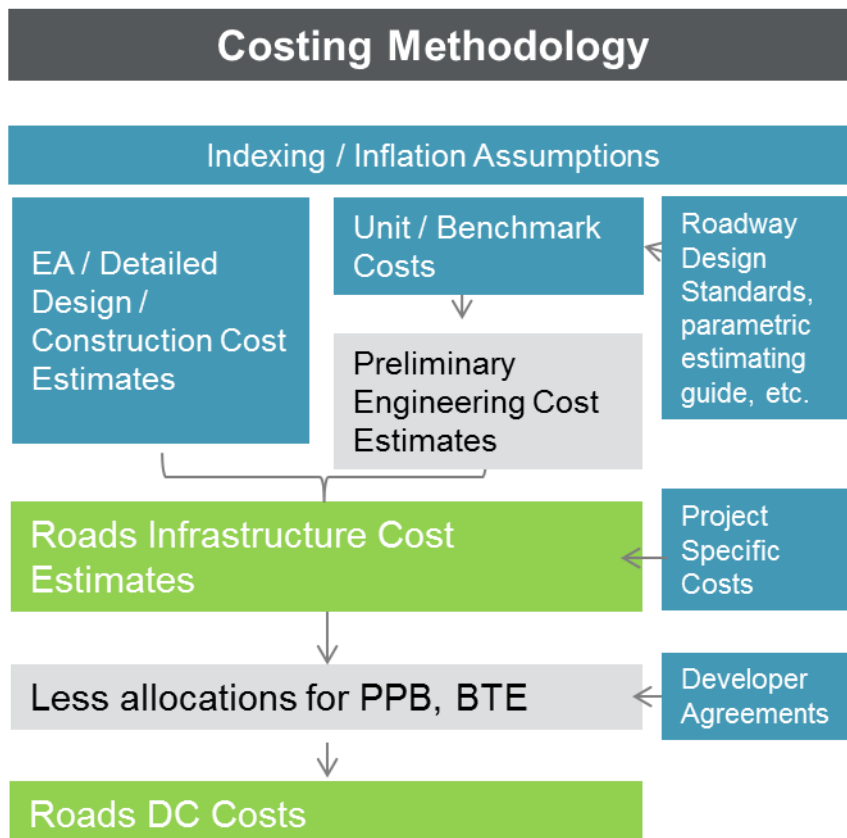 Costing Methodology
Indexing / Inflation Assumptions
EA / Detailed
Design /
Construction Cost
Estimates
Unit / Benchmark
Costs
Roadway
Design
Standards,
parametric
estimating
guide, etc.
Preliminary
Engineering Cost
Estimates
Roads Infrastructure Cost
Estimates
Project
Specific
Costs
Less allocations for PPB, BTE
Developer
Agreements
Roads DC Costs